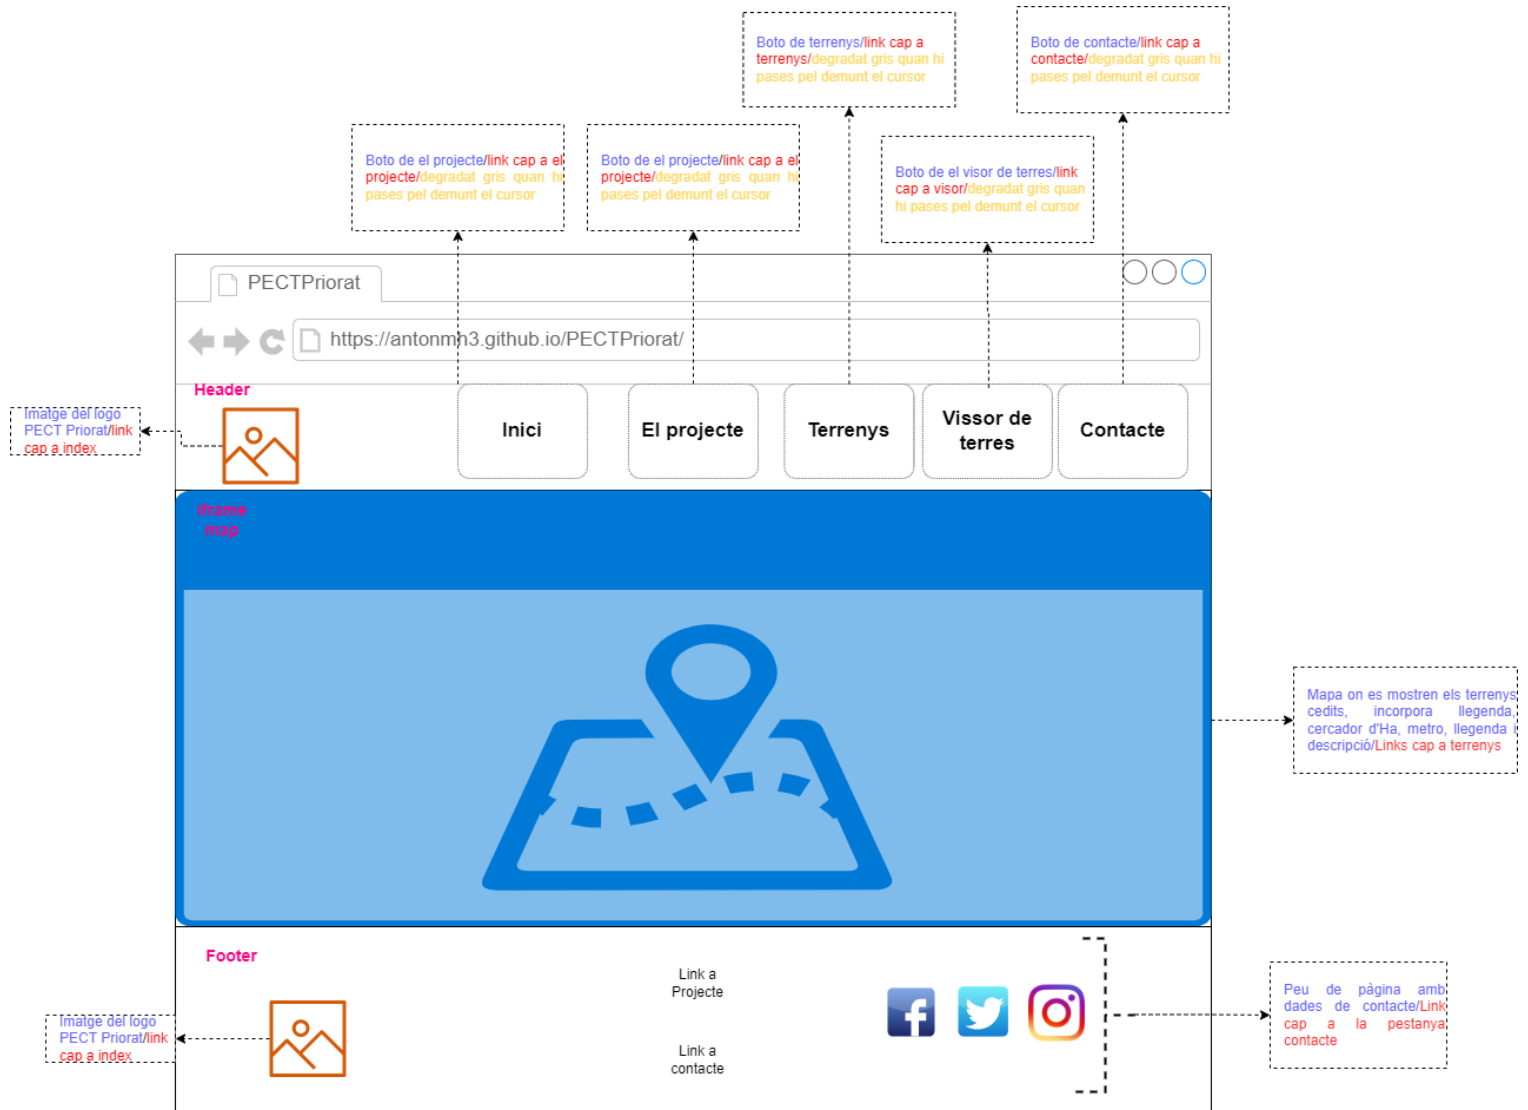 Boto de terrenys/link cap a
terrenys/degradat gris quan hi
pases pel demunt el cursor
Boto de contacte/link cap a
contacte/degradat gris quan hi
pases pel demunt el cursor
Boto de el projecte/link cap a el
projecte/degradat gris quan hi
pases pel demunt el cursor
Boto de el projecte/link cap a el
projecte/degradat gris quan hi
pases pel demunt el cursor
Boto de el visor de terres/link
cap a visor/degradat gris quan
hi pases pel demunt el cursor
PECTPriorat
https://antonmh3.github.io/PECTPriorat/
Header
Imatge del logo
PECT Priorat/link
cap a index
Inici
El projecte
Terrenys
Vissor de
terres
Contacte
Iframe
map
Mapa on es mostren els terrenys
cedits, incorpora llegenda,
cercador d'Ha, metro, llegenda i
descripció/Links cap a terrenys
Footer
Link a
Projecte
Imatge del logo
PECT Priorat/link
cap a index
Link a
contacte
Peu de pàgina amb
dades de contacte/Link
cap a la pestanya
contacte